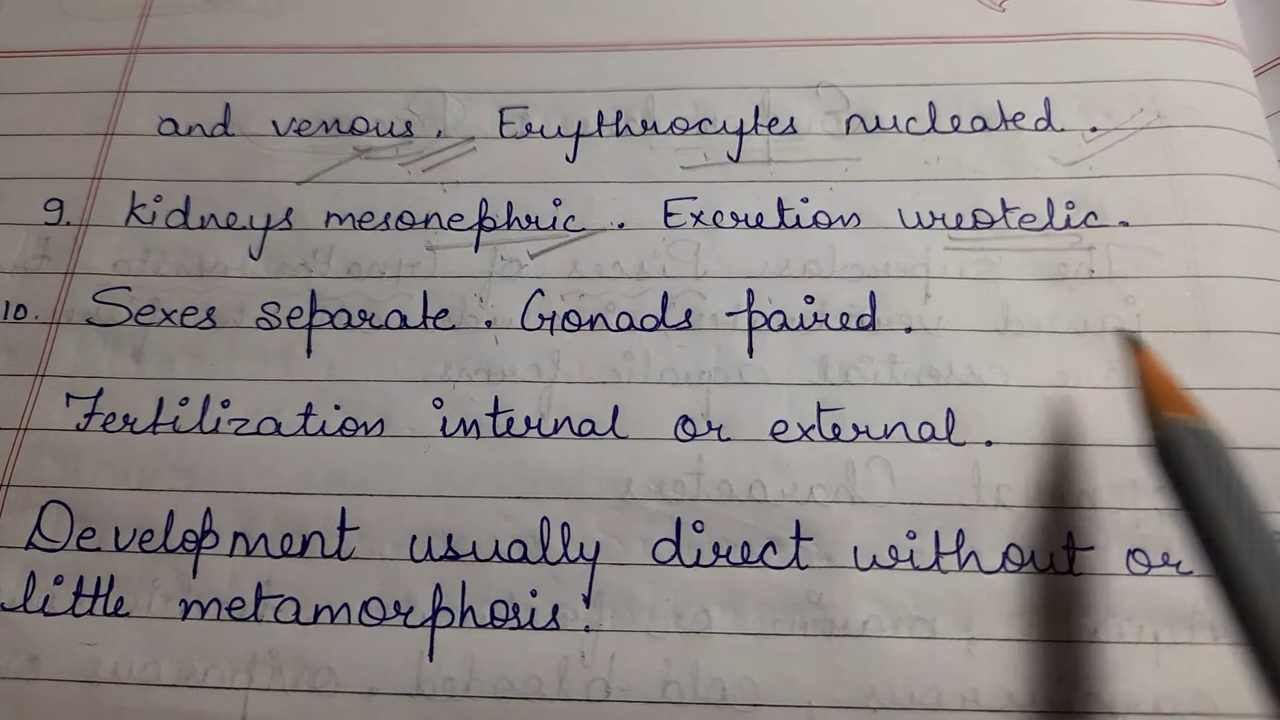 and venous. Erythrocytes nucleated.
9. Kidneys mesonephric. Excretion ureotelic.
10. Sexes separate. Gonads paired.
Fertilization internal or external.
Development usually direct without or
little metamorphosis.